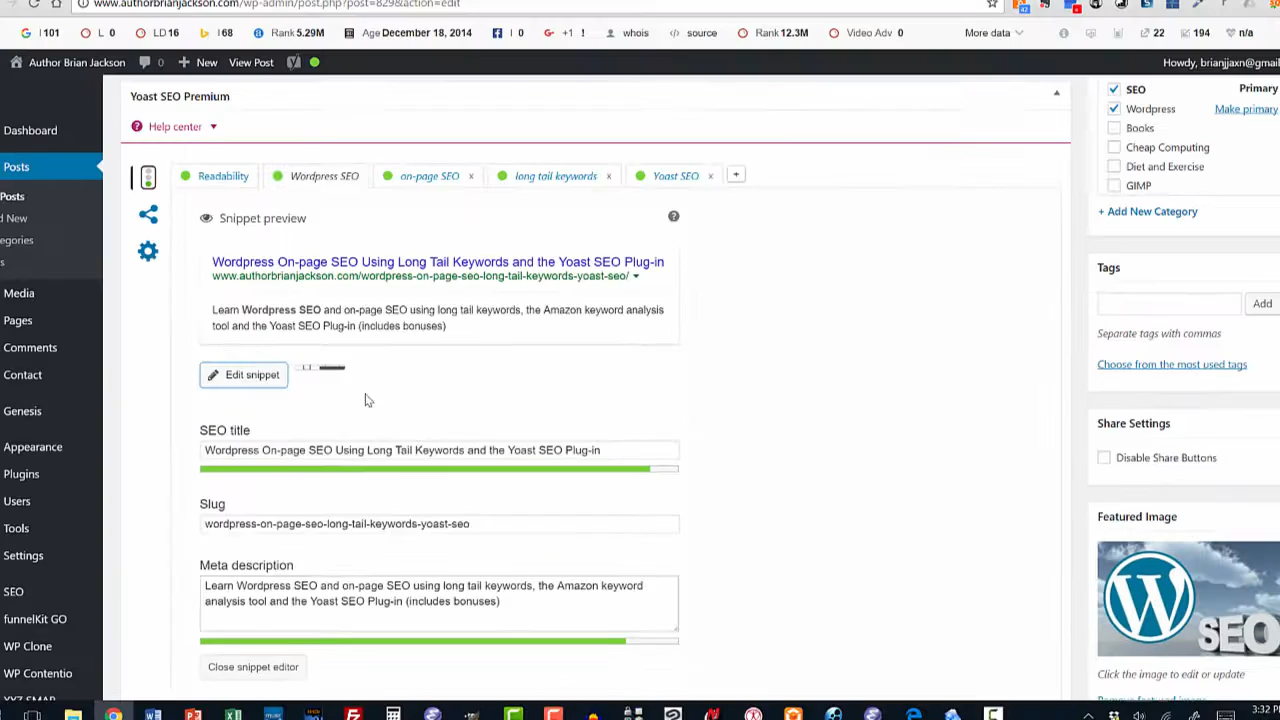 www.authorbrianjackson.com/wp-admin/post.php?post=829&action=edit
42
I 101 L 0 LD 16 I 68 Rank 5.29M Age December 18, 2014 I 0 +1 ! whois source Rank 12.3M Video Adv 0 More data 22 194 n/a
Author Brian Jackson 0 New View Post Howdy, brianjjaxn@gmail
Yoast SEO Premium
Help center
Dashboard
Posts
Posts
d New
egories
s
Media
Pages
Comments
Contact
Genesis
Appearance
Plugins
Users
Tools
Settings
SEO
funnelKit GO
WP Clone
WP Contentio
XYZ SMAP
Readability Wordpress SEO on-page SEO x long tail keywords x Yoast SEO x +
Snippet preview
Wordpress On-page SEO Using Long Tail Keywords and the Yoast SEO Plug-in
www.authorbrianjackson.com/wordpress-on-page-seo-long-tail-keywords-yoast-seo/
Learn Wordpress SEO and on-page SEO using long tail keywords, the Amazon keyword analysis
tool and the Yoast SEO Plug-in (includes bonuses)
Edit snippet
SEO title
Wordpress On-page SEO Using Long Tail Keywords and the Yoast SEO Plug-in
Slug
wordpress-on-page-seo-long-tail-keywords-yoast-seo
Meta description
Learn Wordpress SEO and on-page SEO using long tail keywords, the Amazon keyword
analysis tool and the Yoast SEO Plug-in (includes bonuses)
Close snippet editor
SEO Primary
Wordpress Make primary
Books
Cheap Computing
Diet and Exercise
GIMP
+ Add New Category
Tags
Add
Separate tags with commas
Choose from the most used tags
Share Settings
Disable Share Buttons
Featured Image
SEO
Click the image to edit or update
Remove featured image
3:32 P